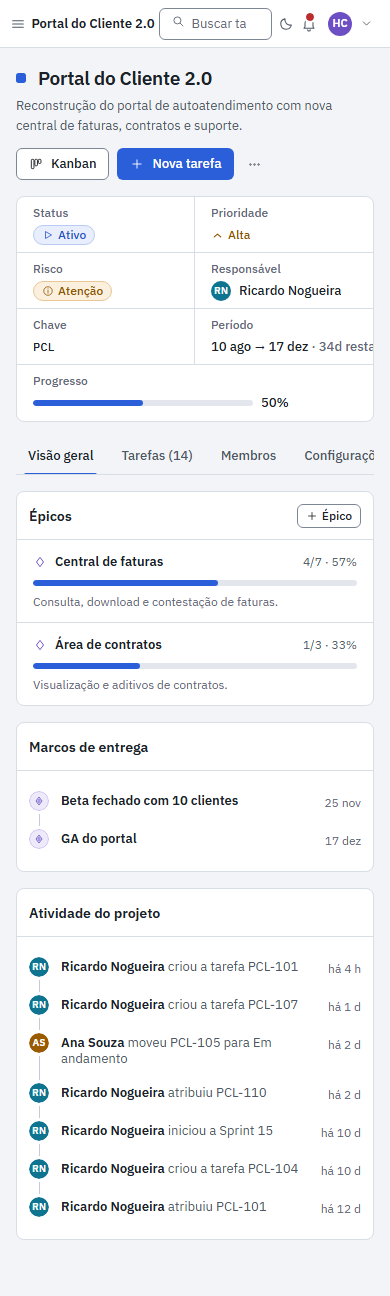 Portal do Cliente 2.0
Buscar ta
HC
Portal do Cliente 2.0
Reconstrução do portal de autoatendimento com nova
central de faturas, contratos e suporte.
Kanban
Nova tarefa
Status
Prioridade
Ativo
Alta
Risco
Responsável
Atenção
RN Ricardo Nogueira
Chave
Período
PCL
10 ago → 17 dez · 34d resta
Progresso
50%
Visão geral
Tarefas (14)
Membros
Configuraçõ
Épicos
+ Épico
Central de faturas
4/7 · 57%
Consulta, download e contestação de faturas.
Área de contratos
1/3 · 33%
Visualização e aditivos de contratos.
Marcos de entrega
Beta fechado com 10 clientes
25 nov
GA do portal
17 dez
Atividade do projeto
RN Ricardo Nogueira criou a tarefa PCL-101 há 4 h
RN Ricardo Nogueira criou a tarefa PCL-107 há 1 d
AS Ana Souza moveu PCL-105 para Em há 2 d
andamento
RN Ricardo Nogueira atribuiu PCL-110 há 2 d
RN Ricardo Nogueira iniciou a Sprint 15 há 10 d
RN Ricardo Nogueira criou a tarefa PCL-104 há 10 d
RN Ricardo Nogueira atribuiu PCL-101 há 12 d